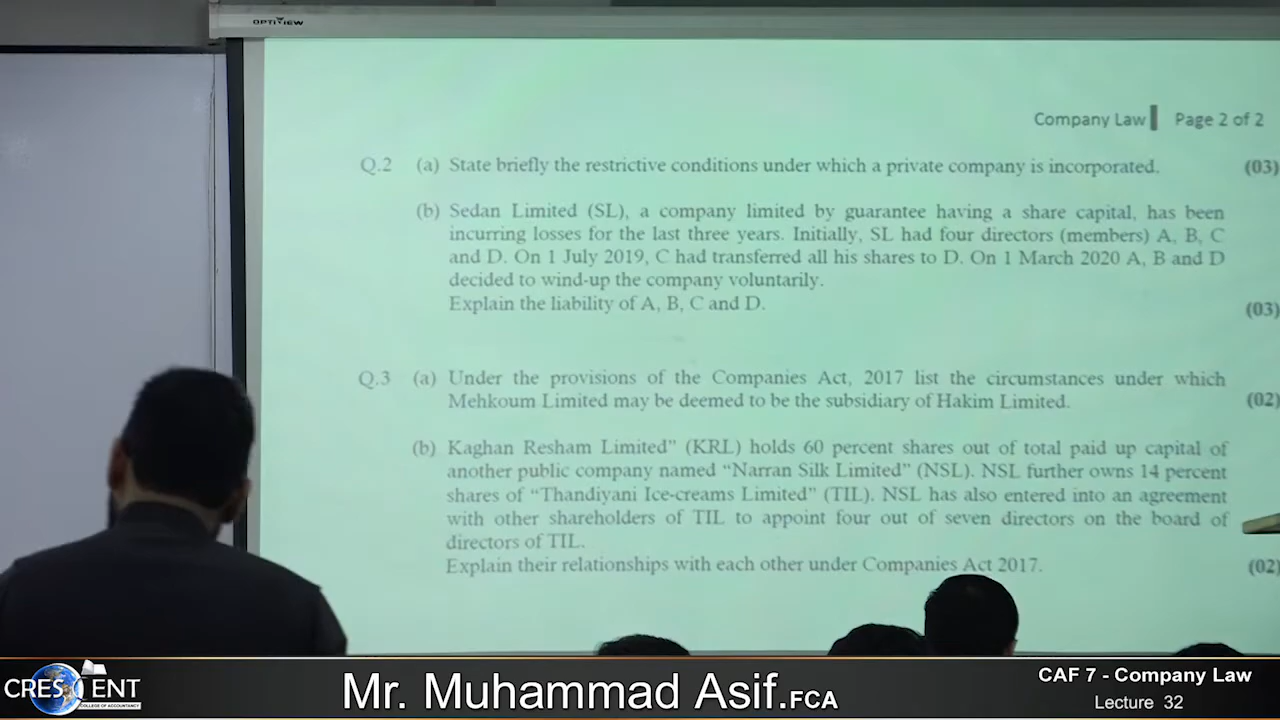 OPTIVIEW
Company Law Page 2 of 2
Q.2 (a) State briefly the restrictive conditions under which a private company is incorporated. (03)
(b) Sedan Limited (SL), a company limited by guarantee having a share capital, has been
incurring losses for the last three years. Initially, SL had four directors (members) A, B, C
and D. On 1 July 2019, C had transferred all his shares to D. On 1 March 2020 A, B and D
decided to wind-up the company voluntarily.
Explain the liability of A, B, C and D. (03)
Q.3 (a) Under the provisions of the Companies Act, 2017 list the circumstances under which
Mehkoum Limited may be deemed to be the subsidiary of Hakim Limited. (02)
(b) Kaghan Resham Limited" (KRL) holds 60 percent shares out of total paid up capital of
another public company named "Narran Silk Limited" (NSL). NSL further owns 14 percent
shares of "Thandiyani Ice-creams Limited" (TIL). NSL has also entered into an agreement
with other shareholders of TIL to appoint four out of seven directors on the board of
directors of TIL.
Explain their relationships with each other under Companies Act 2017. (02)
CRESCENT
COLLEGE OF ACCOUNTANCY
Mr. Muhammad Asif.FCA
CAF 7 - Company Law
Lecture 32